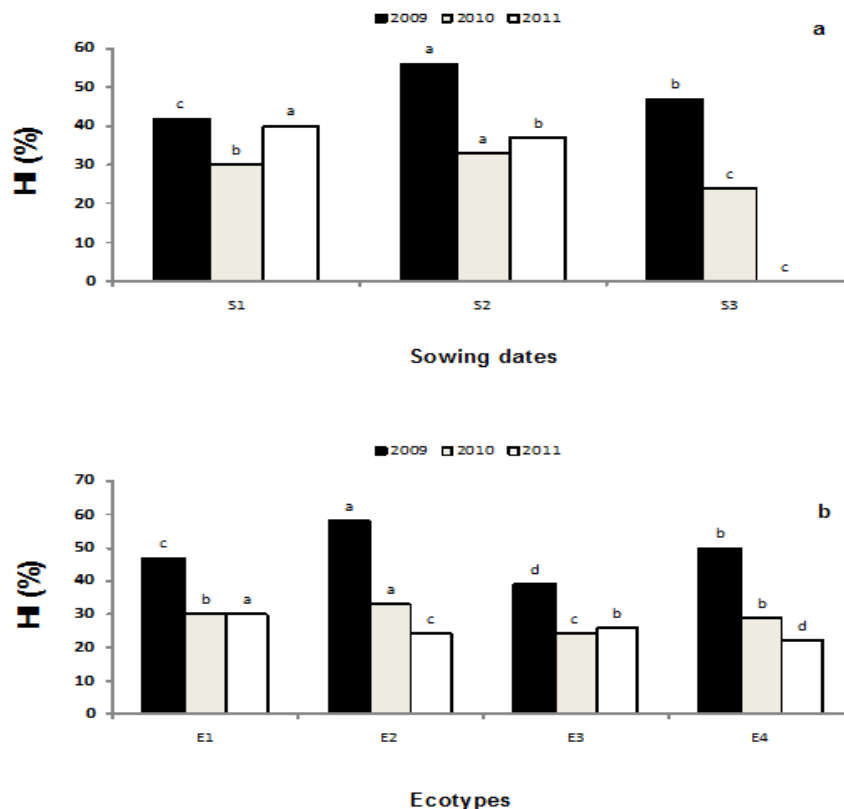 2009 2010 2011
a
60
50
40
30
20
10
0
HI (%)
c b a
a a b
b c c
S1 S2 S3
Sowing dates
2009 2010 2011
b
70
60
50
40
30
20
10
0
HI (%)
c b a
a a c
d c b
b b d
E1 E2 E3 E4
Ecotypes